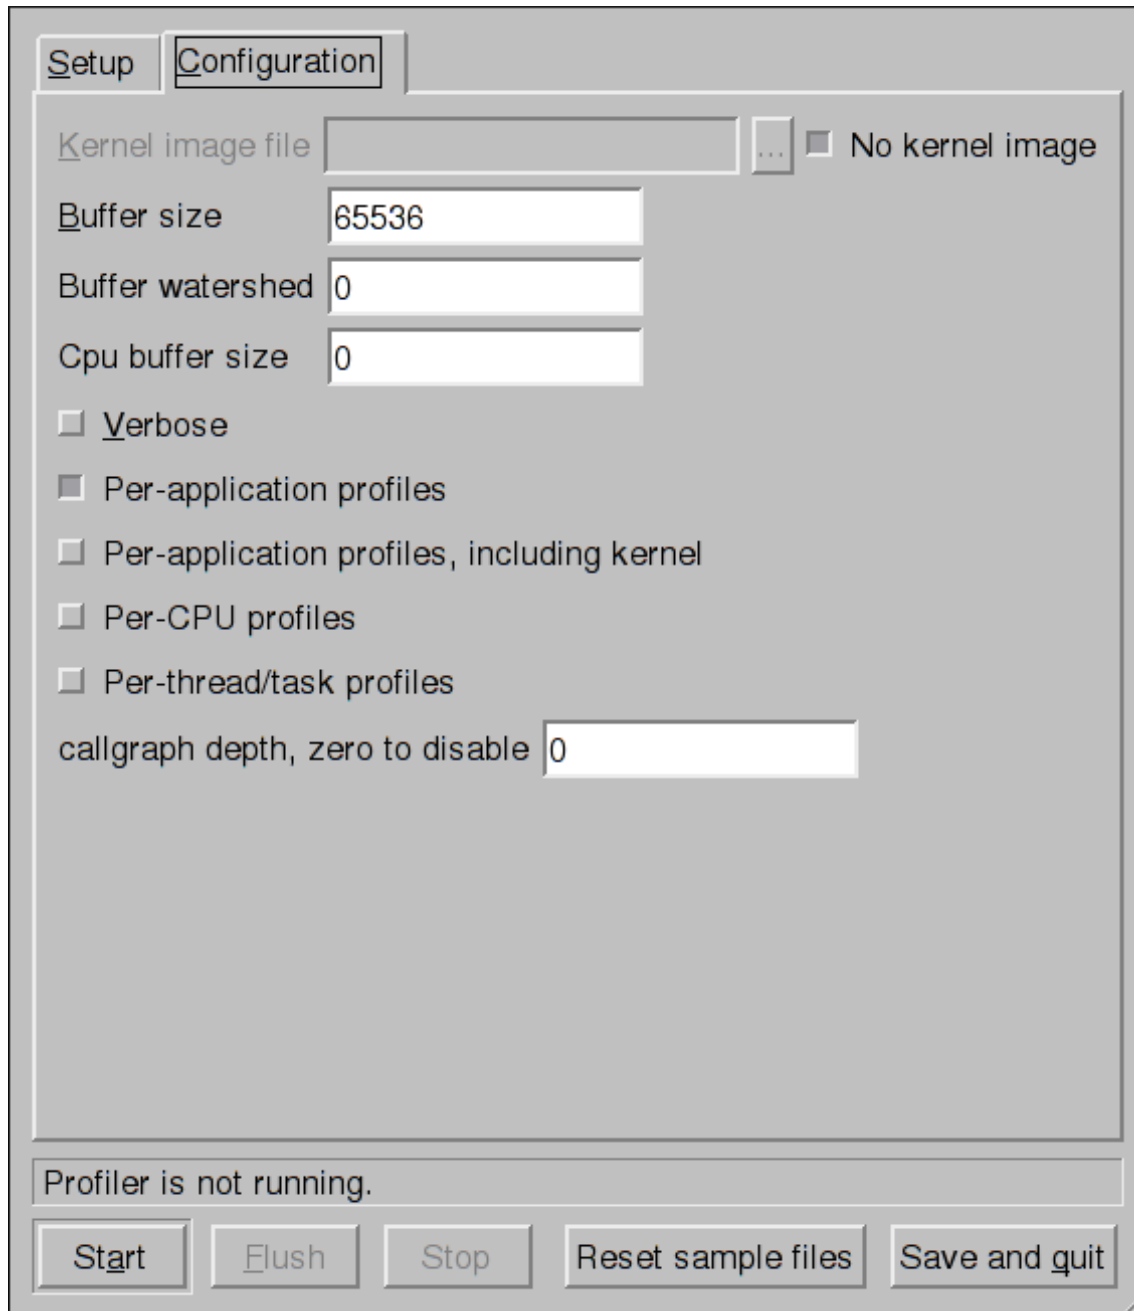 Setup Configuration
Kernel image file ... No kernel image
Buffer size 65536
Buffer watershed 0
Cpu buffer size 0
Verbose
Per-application profiles
Per-application profiles, including kernel
Per-CPU profiles
Per-thread/task profiles
callgraph depth, zero to disable 0
Profiler is not running.
Start Flush Stop Reset sample files Save and quit